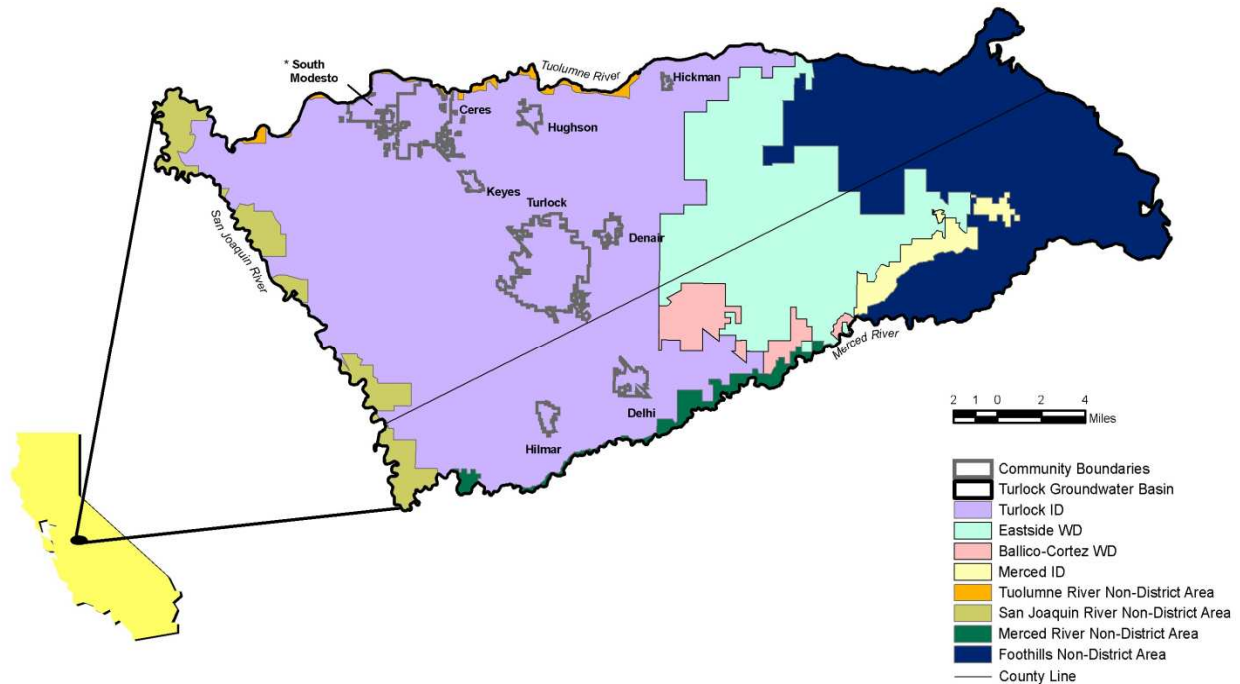 * South
Modesto
Tuolumne River
Hickman
Ceres
Hughson
Keyes
Turlock
Denair
San Joaquin River
Merced River
Delhi
Hilmar
2 1 0 2 4
Miles
Community Boundaries
Turlock Groundwater Basin
Turlock ID
Eastside WD
Ballico-Cortez WD
Merced ID
Tuolumne River Non-District Area
San Joaquin River Non-District Area
Merced River Non-District Area
Foothills Non-District Area
County Line